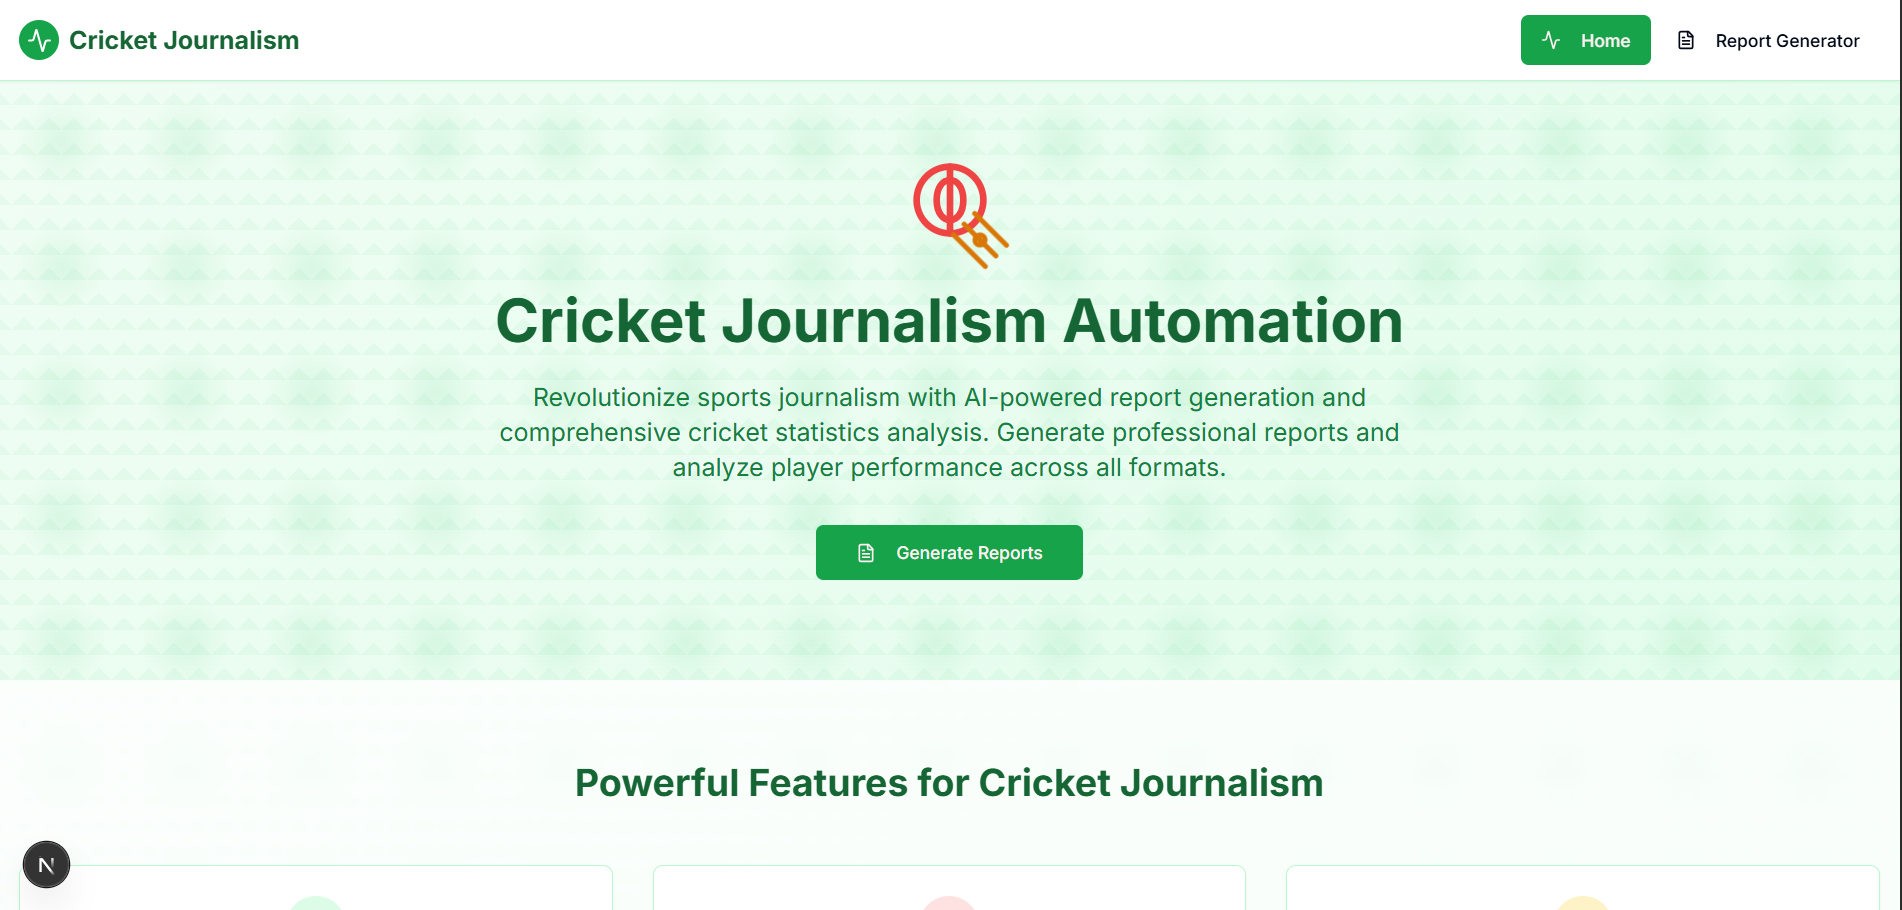 Cricket Journalism
Home
Report Generator
Cricket Journalism Automation
Revolutionize sports journalism with AI-powered report generation and
comprehensive cricket statistics analysis. Generate professional reports and
analyze player performance across all formats.
Generate Reports
Powerful Features for Cricket Journalism
N